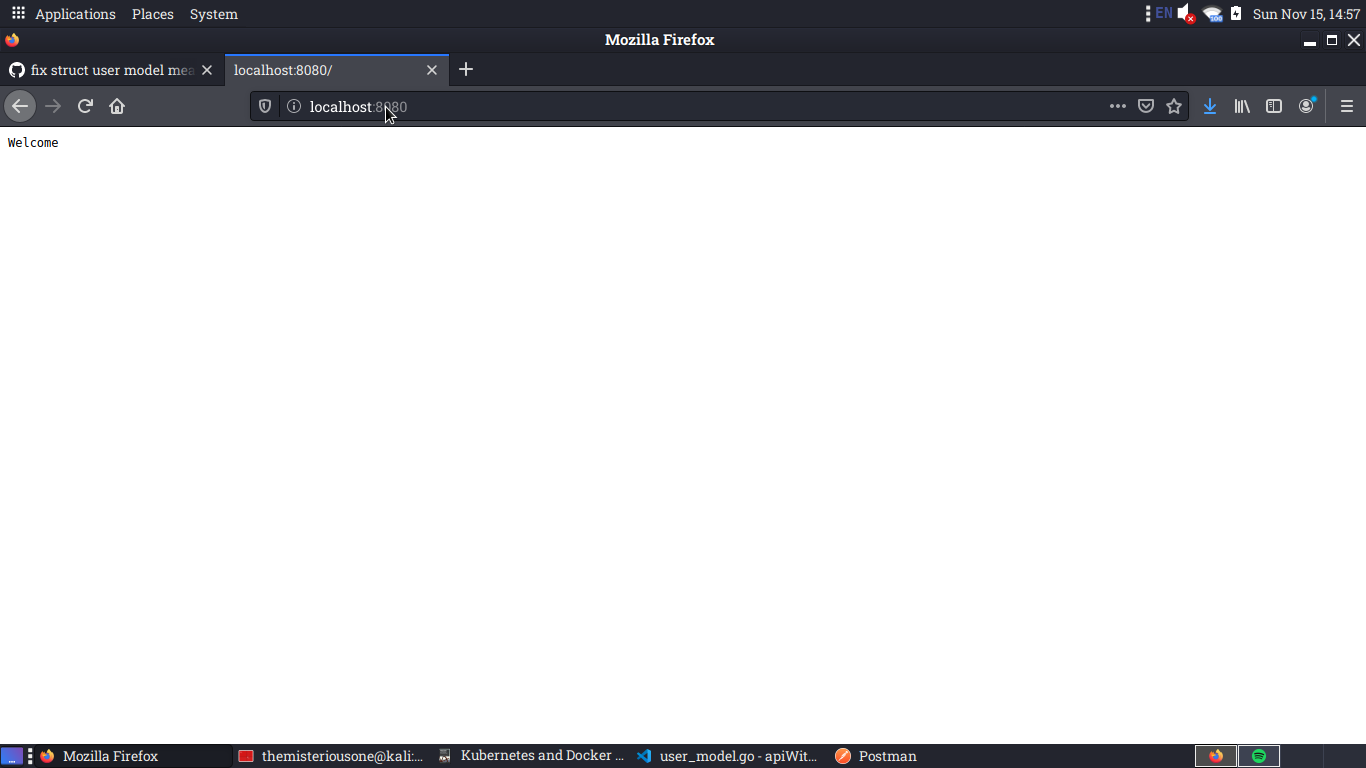 Applications Places System EN 100 Sun Nov 15, 14:57
Mozilla Firefox
fix struct user model mea localhost:8080/
localhost:8080
Welcome
Mozilla Firefox themisteriousone@kali:... Kubernetes and Docker ... user_model.go - apiWit... Postman